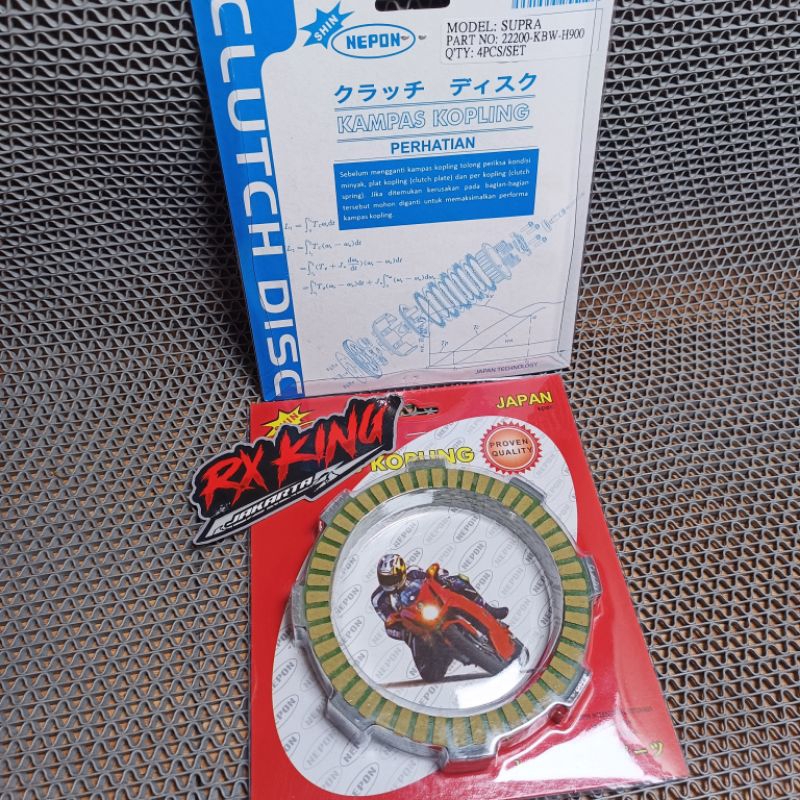 CLUTCH DISC
SHIN
NEPON
MODEL: SUPRA
PART NO: 22200-KBW-H900
Q'TY: 4PCS/SET
クラッチ ディスク
KAMPAS KOPLING
PERHATIAN
Sebelum mengganti kampas kopling tolong periksa kondisi
minyak, plat kopling (clutch plate) dan per kopling (clutch
spring). Jika ditemukan kerusakan pada bagian-bagian
tersebut mohon diganti untuk memaksimalkan performa
kampas kopling.
JAPAN TECHNOLOGY
JAPAN
RX KING
JAKARTA
KOPLING
PROVEN
QUALITY
NEPON